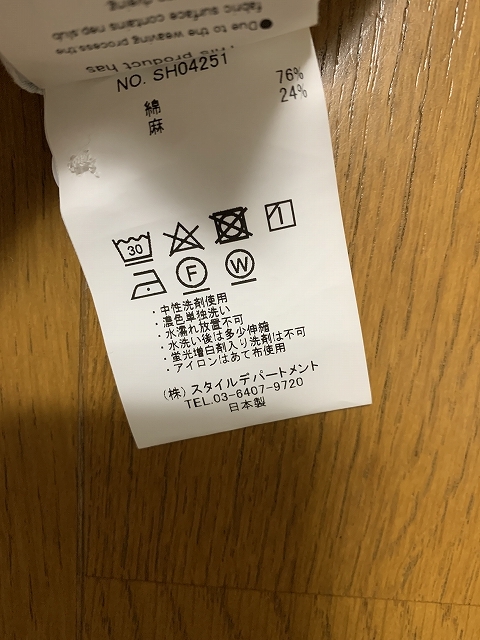 dry
● Due to the weaving process the
fabric surface contains nep slub
This product has
NO. SH04251
綿 76%
麻 24%
30
F W
・中性洗剤使用
・濃色単独洗い
・水濡れ放置不可
・水洗い後は多少伸縮
・蛍光増白剤入り洗剤は不可
・アイロンはあて布使用
(株)スタイルデパートメント
TEL.03-6407-9720
日本製